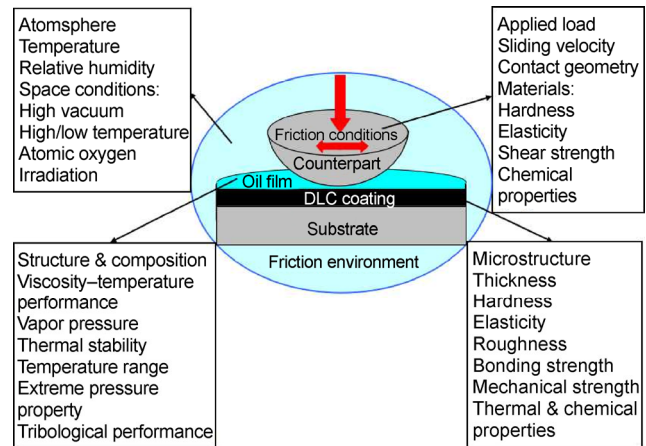 Atomsphere
Temperature
Relative humidity
Space conditions:
High vacuum
High/low temperature
Atomic oxygen
Irradiation
Applied load
Sliding velocity
Contact geometry
Materials:
Hardness
Elasticity
Shear strength
Chemical
properties
Friction conditions
Counterpart
Oil film
DLC coating
Substrate
Friction environment
Structure & composition
Viscosity–temperature
performance
Vapor pressure
Thermal stability
Temperature range
Extreme pressure
property
Tribological performance
Microstructure
Thickness
Hardness
Elasticity
Roughness
Bonding strength
Mechanical strength
Thermal & chemical
properties